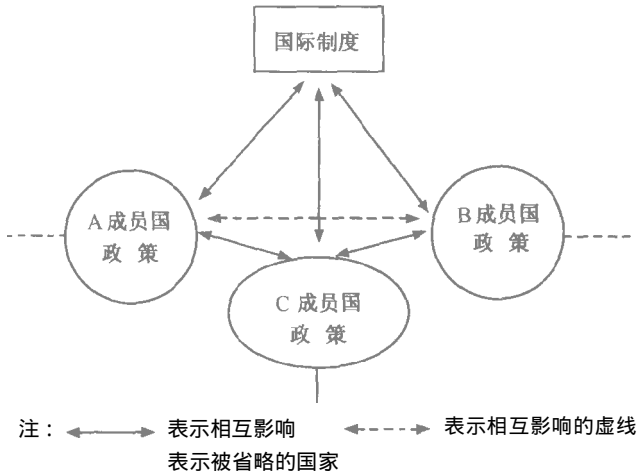 国际制度
A成员国
政 策
B成员国
政 策
C 成员国
政 策
注： 表示相互影响 表示相互影响的虚线
表示被省略的国家